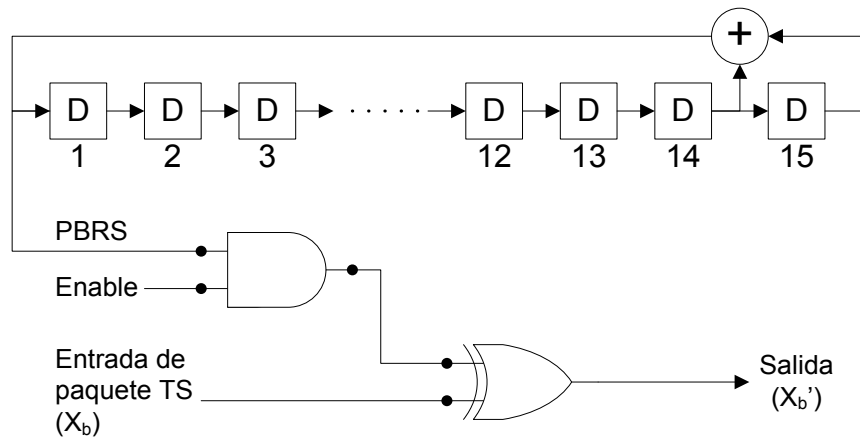 +
D D D ..... D D D D
1 2 3 12 13 14 15
PBRS
Enable
Entrada de
paquete TS
(X_b)
Salida
(X_b’)